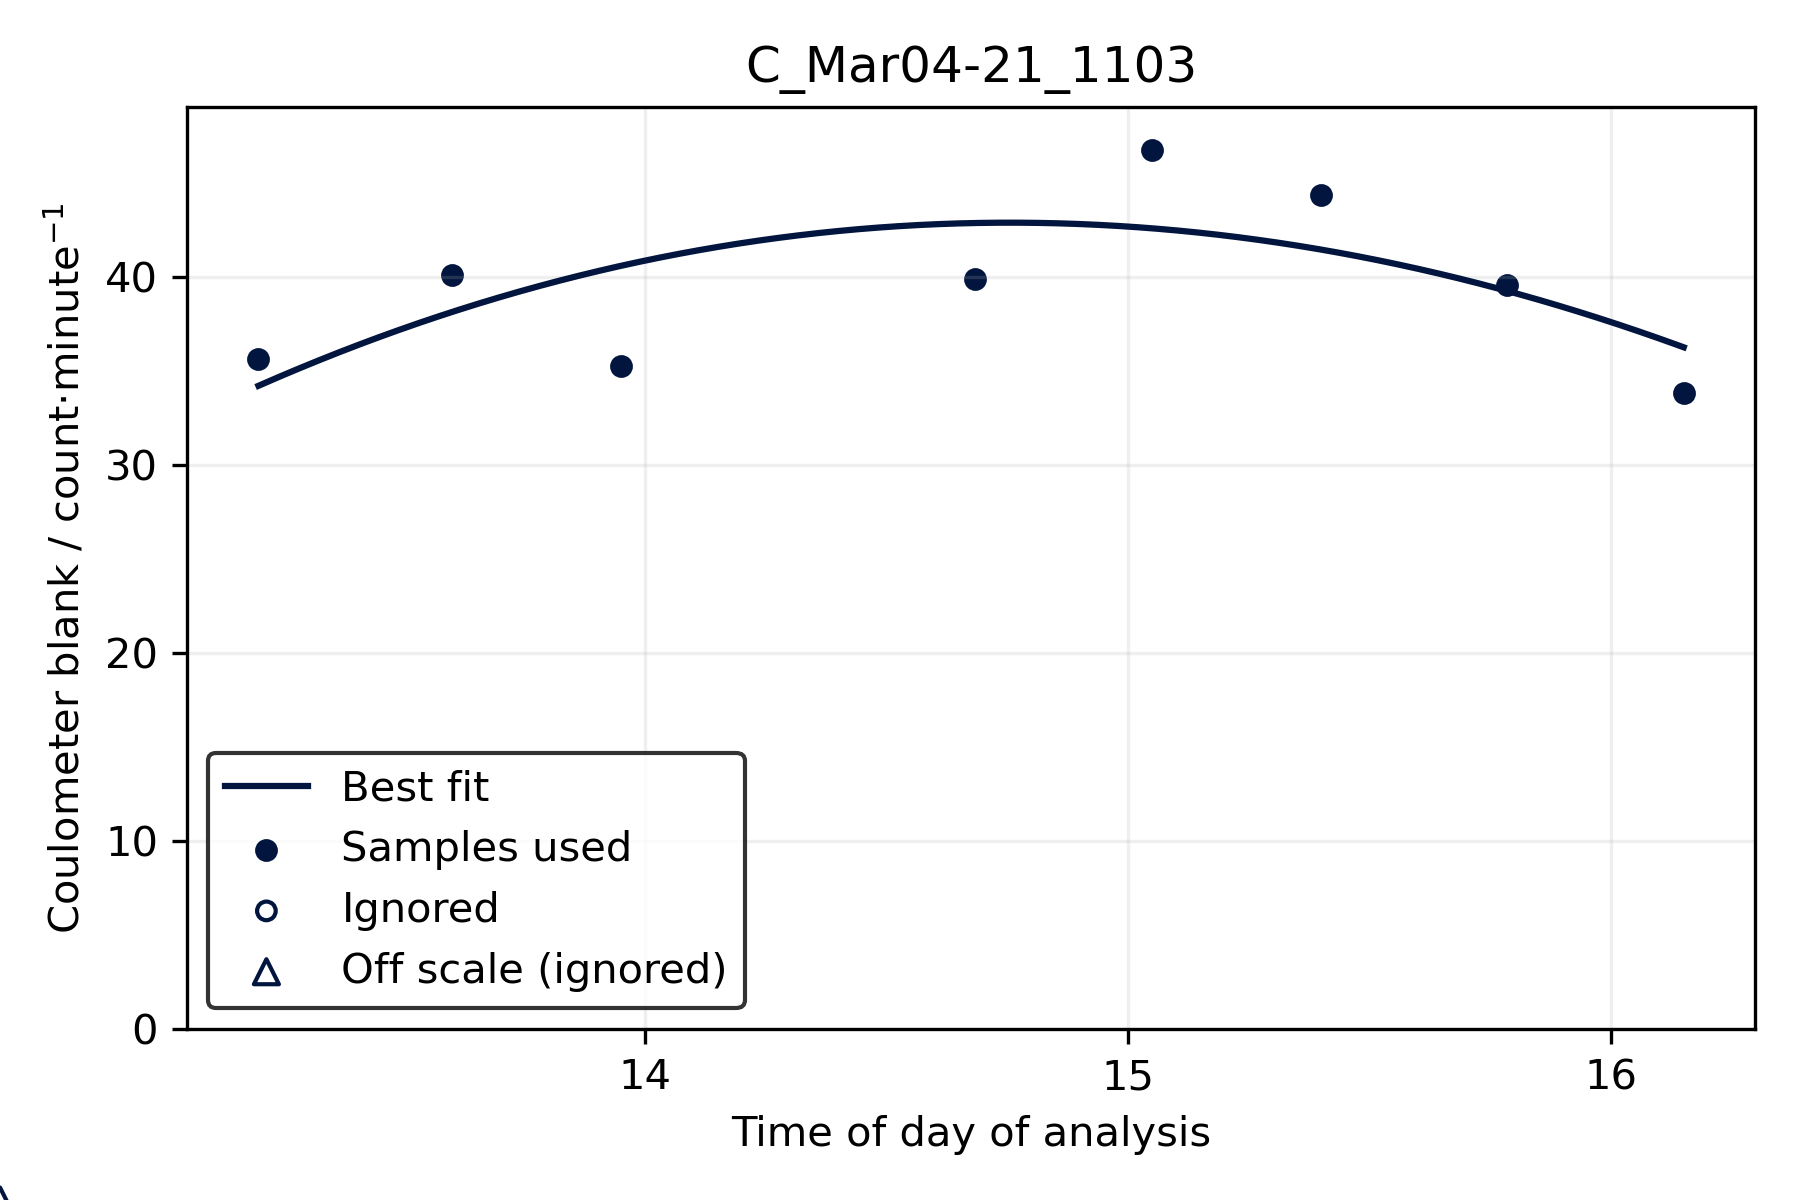 C_Mar04-21_1103
Coulometer blank / count·minute⁻¹
40
30
20
10
0
Best fit
Samples used
Ignored
Off scale (ignored)
14 15 16
Time of day of analysis